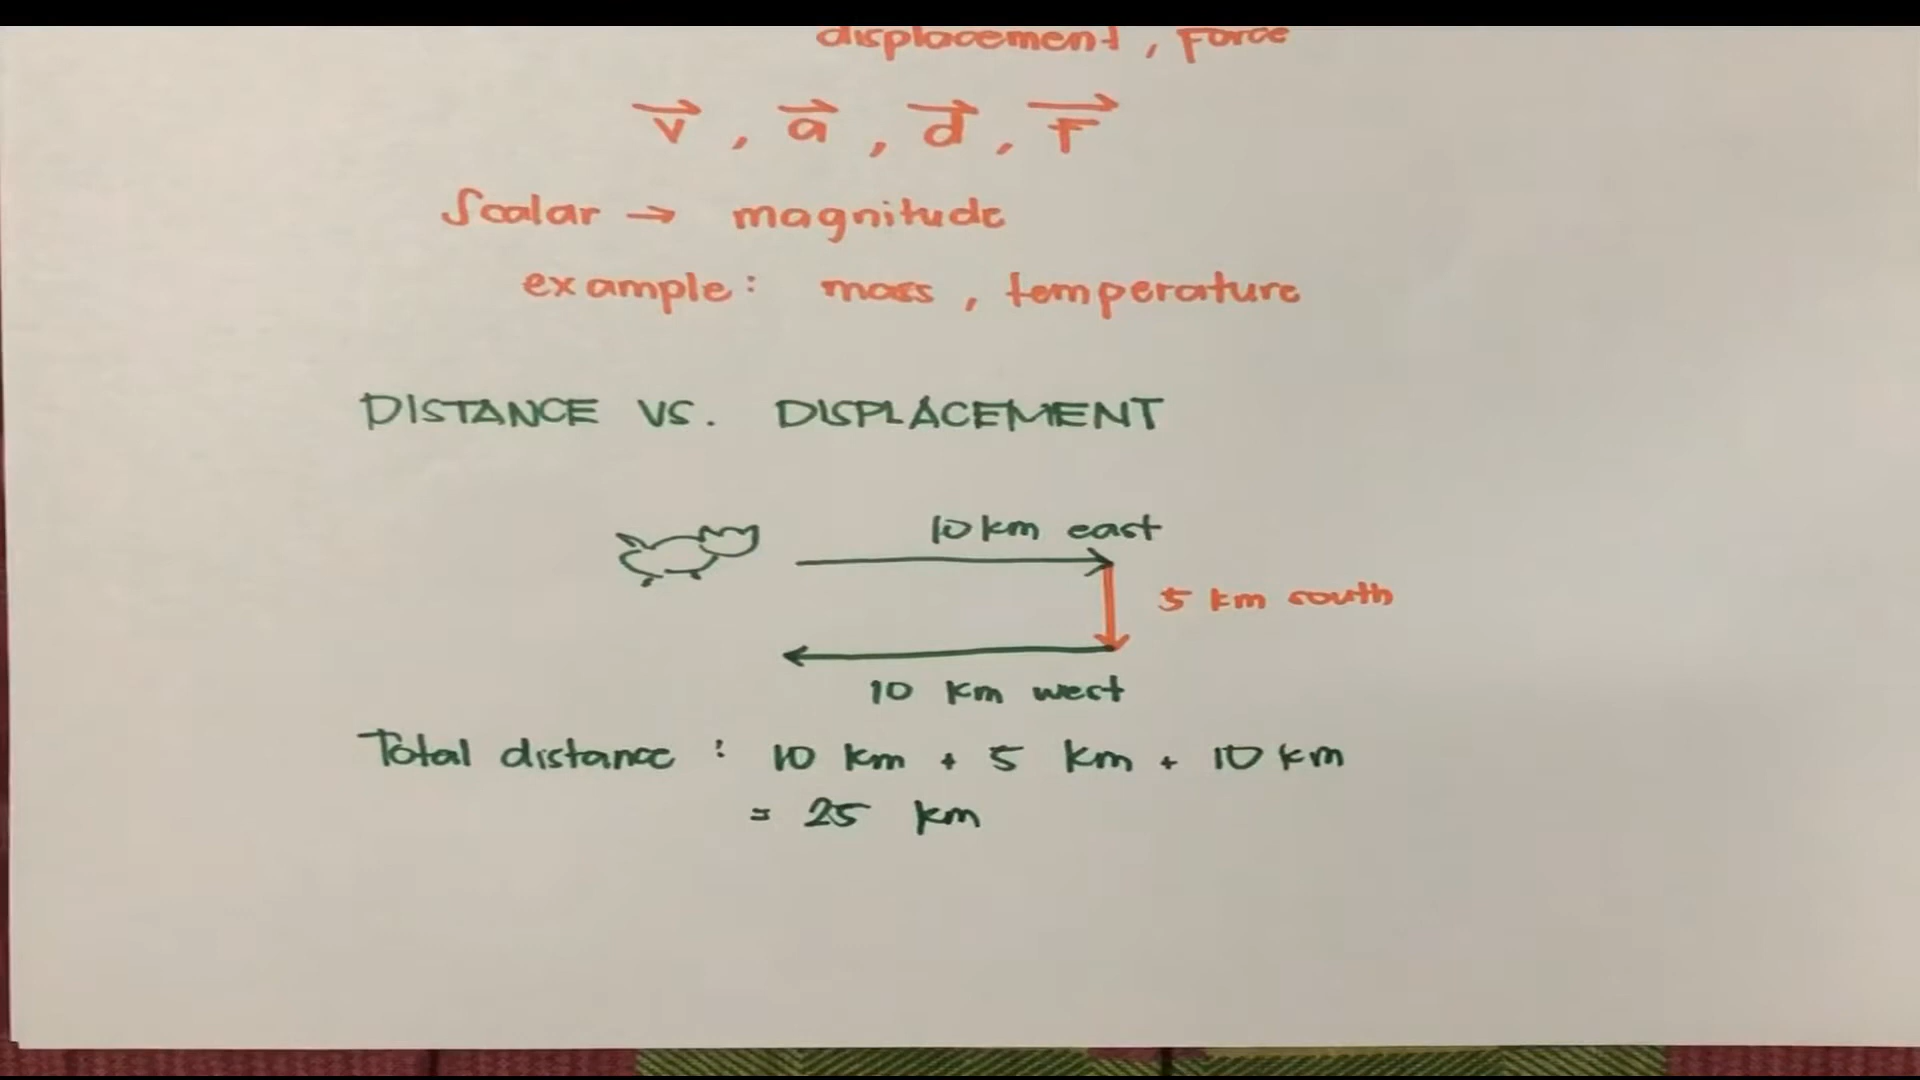 displacement, Force
v, a, d, F
Scalar → magnitude
example: mass, temperature
DISTANCE VS. DISPLACEMENT
10 km east
5 km south
10 km west
Total distance: 10 km + 5 km + 10 km
= 25 km